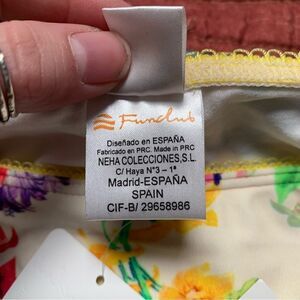 Funclub
Diseñado en ESPAÑA
Fabricado en PRC. Made in PRC
NEHA COLECCIONES,S.L.
C/ Haya Nº3 – 1ª
Madrid-ESPAÑA
SPAIN
CIF-B/ 29658986